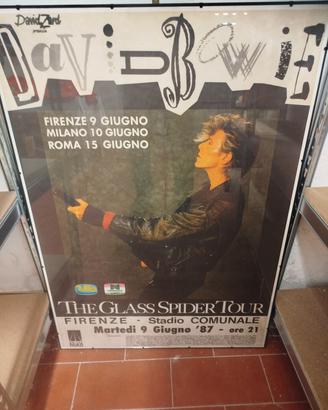 David Zard
PRESENTA
DAViD BowiE
FIRENZE 9 GIUGNO
MILANO 10 GIUGNO
ROMA 15 GIUGNO
THE GLASS SPIDER TOUR
FIRENZE - Stadio COMUNALE
Martedì 9 Giugno '87 - ore 21